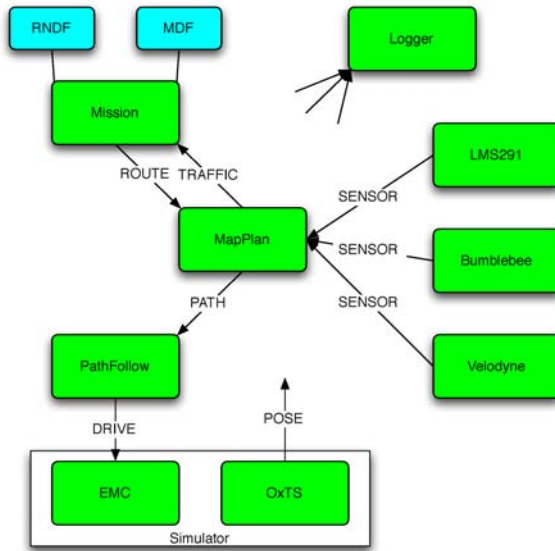 RNDF
MDF
Logger
Mission
LMS291
ROUTE
TRAFFIC
SENSOR
MapPlan
SENSOR
Bumblebee
PATH
SENSOR
PathFollow
Velodyne
DRIVE
POSE
EMC
OxTS
Simulator